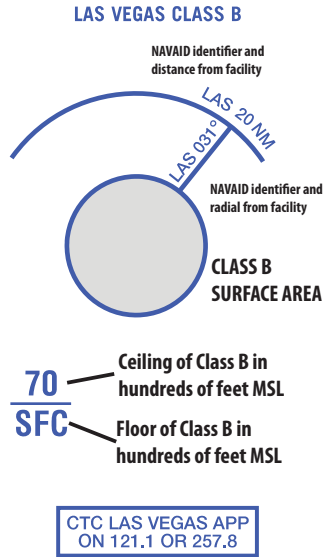 LAS VEGAS CLASS B
NAVAID identifier and
distance from facility
LAS 20 NM
LAS 031°
NAVAID identifier and
radial from facility
CLASS B
SURFACE AREA
70
SFC
Ceiling of Class B in
hundreds of feet MSL
Floor of Class B in
hundreds of feet MSL
CTC LAS VEGAS APP
ON 121.1 OR 257.8